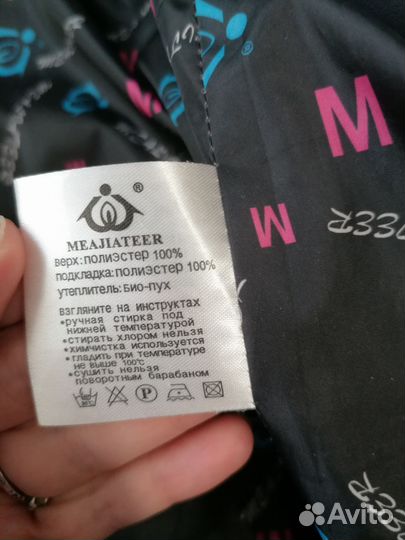 ®
MEAJIATEER
верх: ПОЛИЭСТЕР 100%
подкладка: ПОЛИЭСТЕР 100%
утеплитель: БИО-ПУХ
взгляните на инструктах
•ручная стирка под
нижней температурой
•стирать хлором нельзя
•химчистка используется
•гладить при температуре
не выше 100°C
•сушить нельзя
поворотным барабаном
P
M
M
TEER
®
Avito